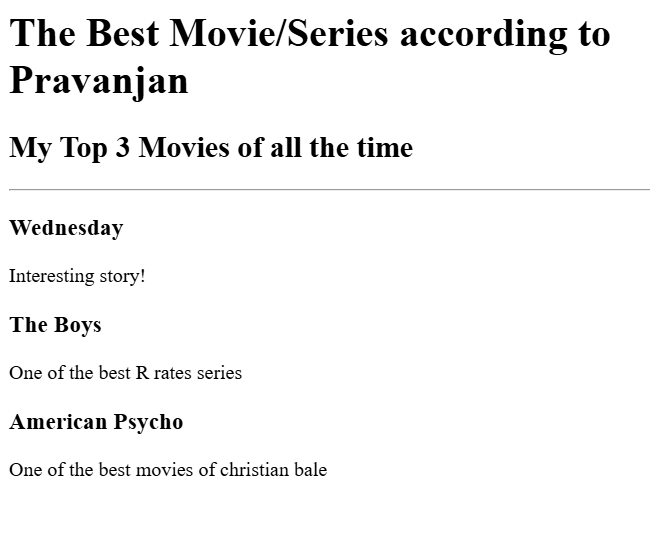 The Best Movie/Series according to
Pravanjan
My Top 3 Movies of all the time
Wednesday
Interesting story!
The Boys
One of the best R rates series
American Psycho
One of the best movies of christian bale